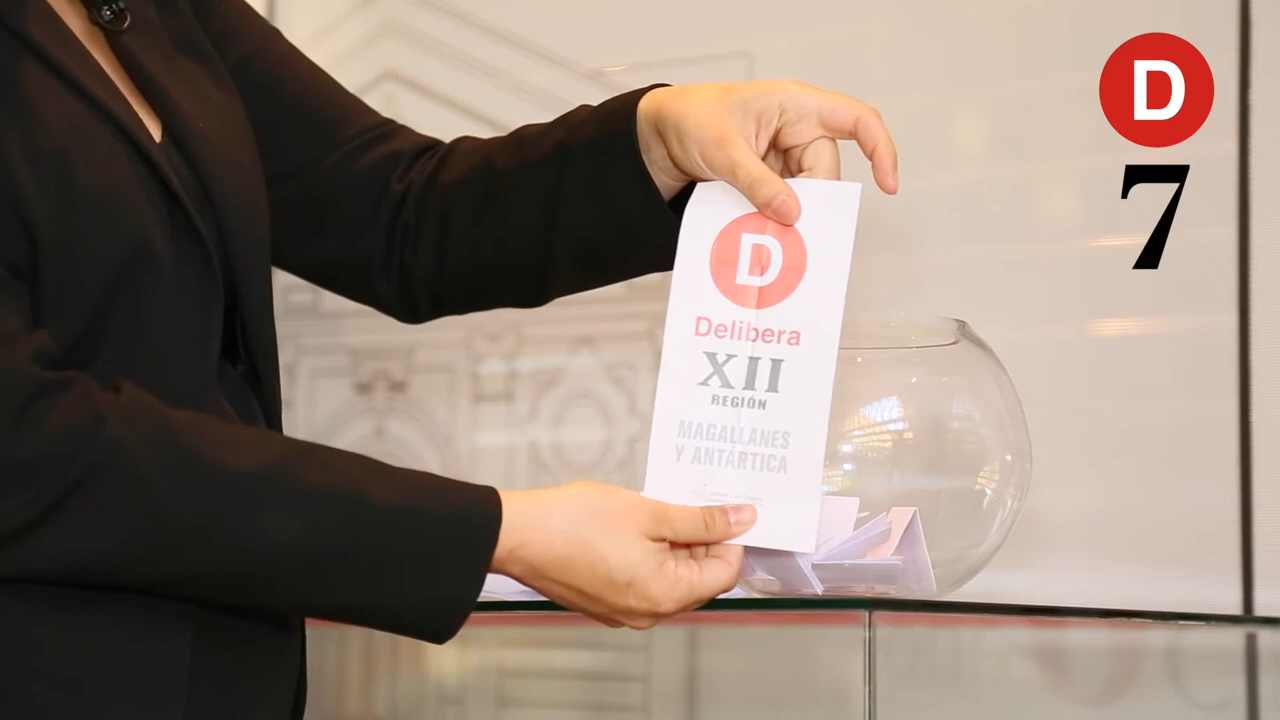 D
7
D
Delibera
XII
REGIÓN
MAGALLANES
Y ANTÁRTICA